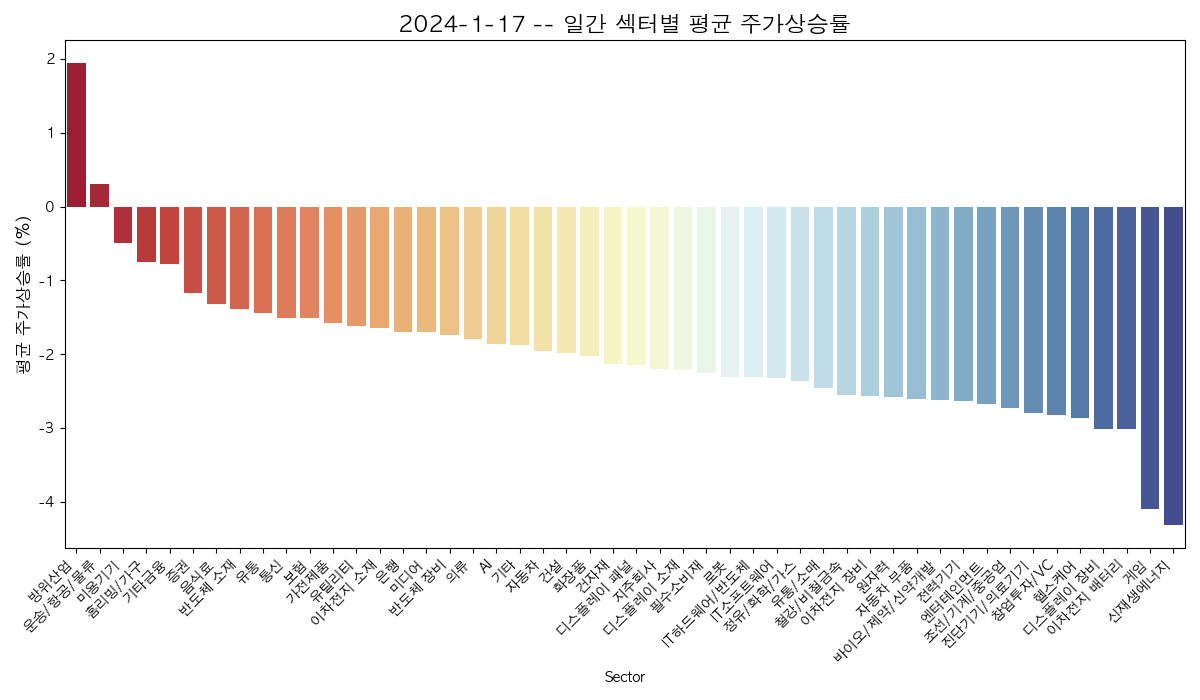 2024-1-17 -- 일간 섹터별 평균 주가상승률
평균 주가상승률 (%)
2
1
0
-1
-2
-3
-4
방위산업
운송/항공/물류
미용기기
홈리빙/가구
기타금융
증권
음식료
반도체 소재
유통
통신
보험
가전제품
유틸리티
이차전지 소재
은행
미디어
반도체 장비
의류
AI
기타
자동차
건설
화장품
건자재
디스플레이 패널
지주회사
디스플레이 소재
필수소비재
로봇
IT하드웨어/반도체
IT소프트웨어
정유/화학/가스
유통/소매
철강/비철금속
이차전지 장비
원자력
자동차 부품
바이오/제약/신약개발
전력기기
엔터테인먼트
조선/기계/중공업
진단기기/의료기기
창업투자/VC
헬스케어
디스플레이 장비
이차전지 배터리
게임
신재생에너지
Sector